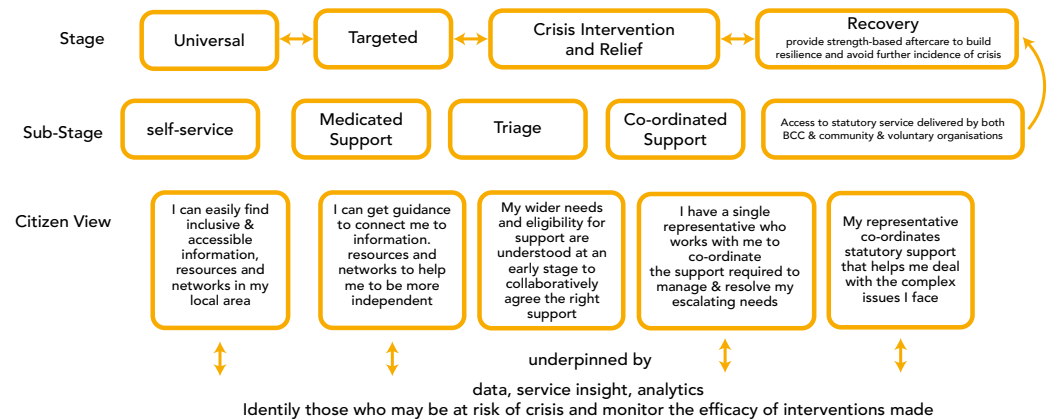 Stage
Universal
Targeted
Crisis Intervention
and Relief
Recovery
provide strength-based aftercare to build
resilience and avoid further incidence of crisis
Sub-Stage
self-service
Medicated
Support
Triage
Co-ordinated
Support
Access to statutory service delivered by both
BCC & community & voluntary organisations
Citizen View
I can easily find
inclusive &
accessible
information,
resources and
networks in my
local area
I can get guidance
to connect me to
information.
resources and
networks to help
me to be more
independent
My wider needs
and eligibility for
support are
understood at an
early stage to
collaboratively
agree the right
support
I have a single
representative who
works with me to
co-ordinate
the support required to
manage & resolve my
escalating needs
My representative
co-ordinates
statutory support
that helps me deal
with the complex
issues I face
underpinned by
data, service insight, analytics
Identily those who may be at risk of crisis and monitor the efficacy of interventions made